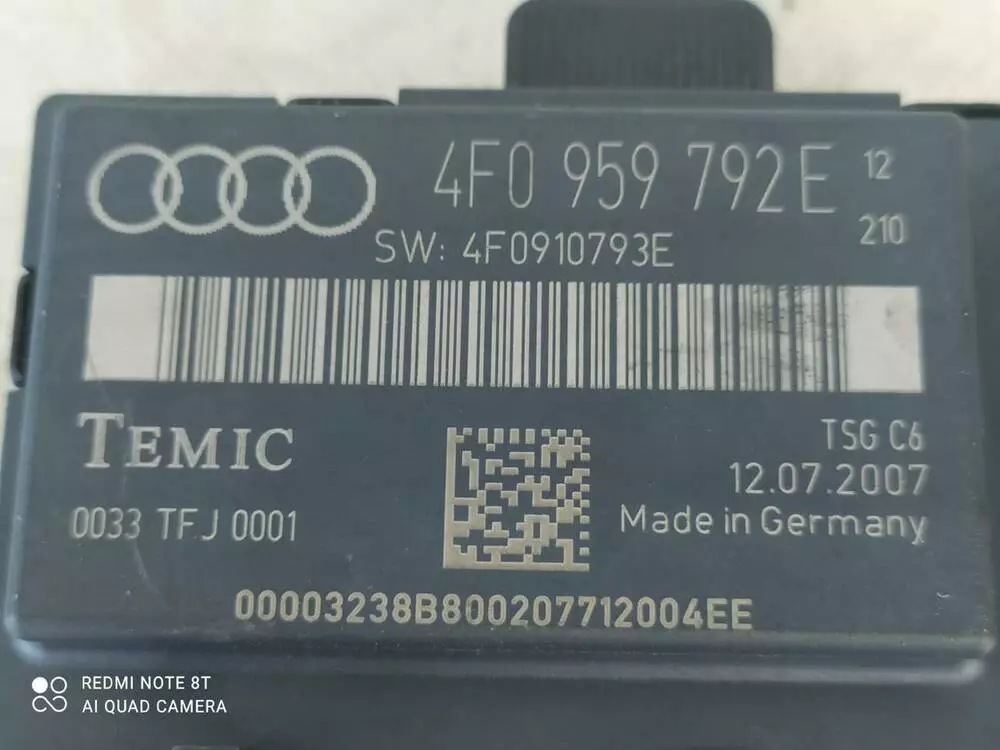 4F0 959 792E 12
210
SW: 4F0910793E
TEMIC
TSG C6
12.07.2007
0033 TFJ 0001
Made in Germany
00003238B800207712004EE
REDMI NOTE 8T
AI QUAD CAMERA